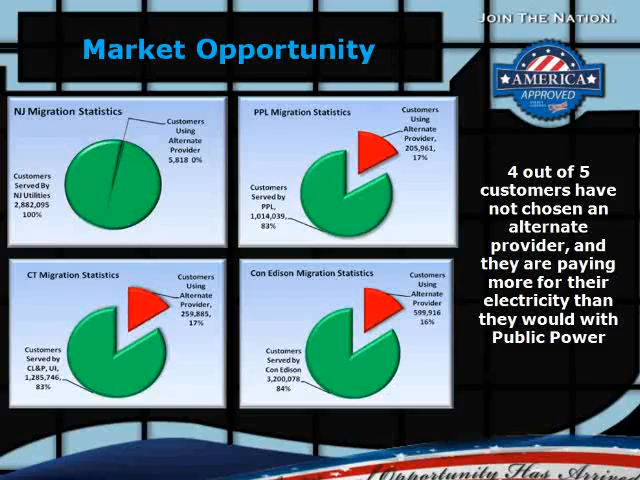 JOIN THE NATION.
Market Opportunity
AMERICA
APPROVED
NJ Migration Statistics
Customers
Using
Alternate
Provider
5,818 0%
Customers
Served By
NJ Utilities
2,882,095
100%
PPL Migration Statistics
Customers
Using
Alternate
Provider,
205,961,
17%
Customers
Served by
PPL,
1,014,039,
83%
CT Migration Statistics
Customers
Using
Alternate
Provider,
259,885,
17%
Customers
Served by
CL&P, UI,
1,285,746,
83%
Con Edison Migration Statistics
Customers
Using
Alternate
Provider
599,916
16%
Customers
Served by
Con Edison
3,200,078
84%
4 out of 5
customers have
not chosen an
alternate
provider, and
they are paying
more for their
electricity than
they would with
Public Power
Opportunity Has Arrived